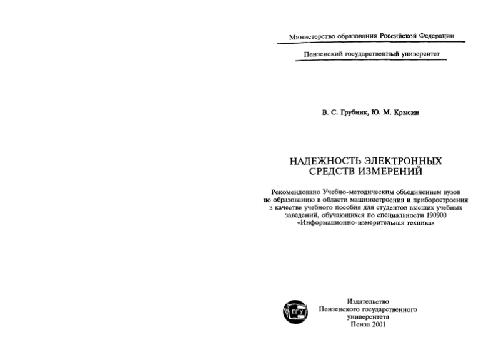 Министерство образования Российской Федерации
Пензенский государственный университет
В. С. Грубник, Ю. М. Крысин
НАДЕЖНОСТЬ ЭЛЕКТРОННЫХ
СРЕДСТВ ИЗМЕРЕНИЙ
Рекомендовано Учебно-методическим объединением вузов
по образованию в области машиностроения и приборостроения
в качестве учебного пособия для студентов высших учебных
заведений, обучающихся по специальности 190900
«Информационно-измерительная техника»
ПГУ
Издательство
Пензенского государственного
университета
Пенза 2001